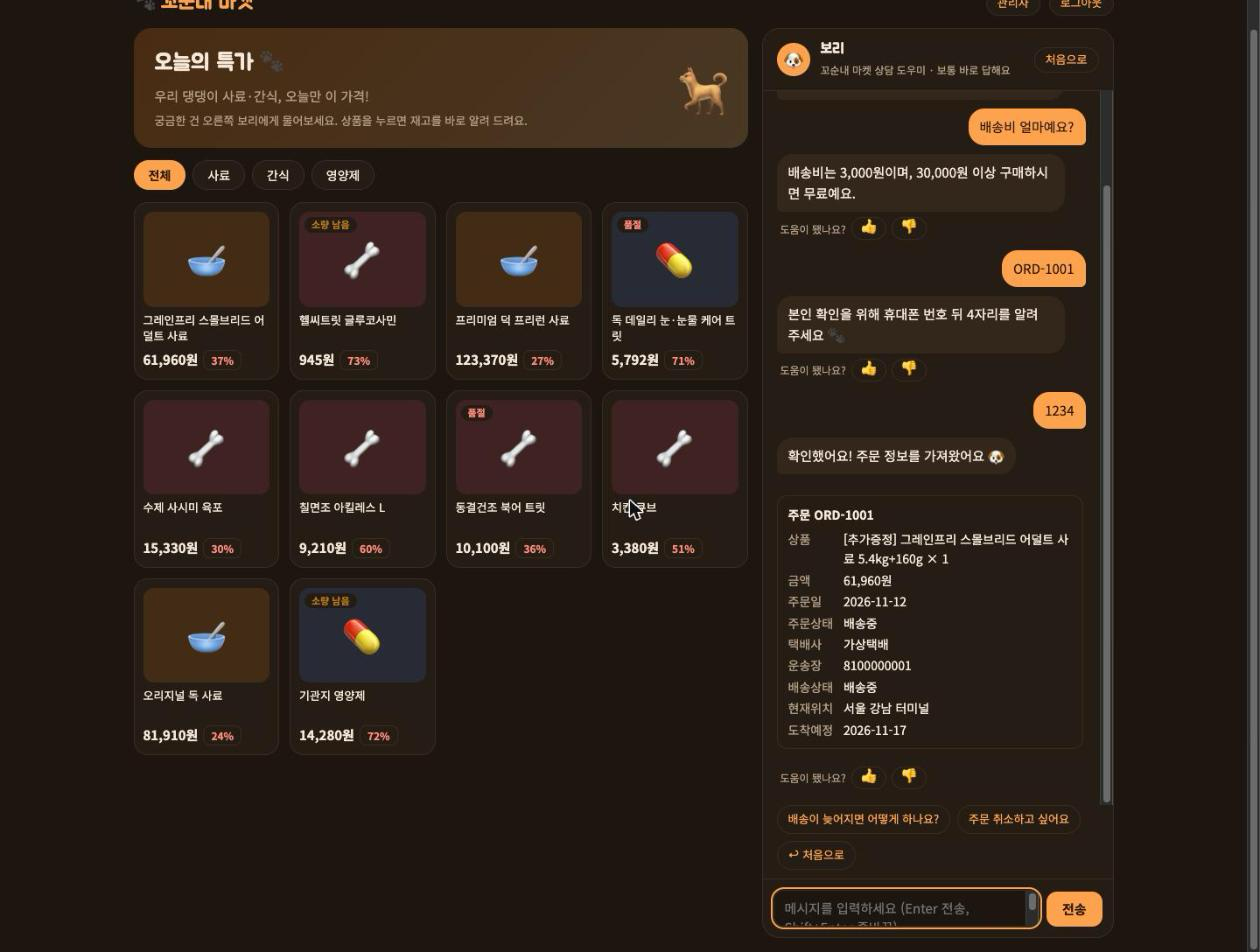 꼬순내 마켓
관리자
로그아웃
오늘의 특가
우리 댕댕이 사료·간식, 오늘만 이 가격!
궁금한 건 오른쪽 보리에게 물어보세요. 상품을 누르면 재고를 바로 알려 드려요.
전체
사료
간식
영양제
그레인프리 스몰브리드 어
덜트 사료
61,960원
37%
소량 남음
헬씨트릿 글루코사민
945원
73%
프리미엄 덕 프리런 사료
123,370원
27%
품절
독 데일리 눈·눈물 케어 트
릿
5,792원
71%
수제 사시미 육포
15,330원
30%
칠면조 아킬레스 L
9,210원
60%
품절
동결건조 북어 트릿
10,100원
36%
3,380원
51%
오리지널 독 사료
81,910원
24%
소량 남음
기관지 영양제
14,280원
72%
보리
꼬순내 마켓 상담 도우미 · 보통 바로 답해요
처음으로
배송비 얼마예요?
배송비는 3,000원이며, 30,000원 이상 구매하시
면 무료예요.
도움이 됐나요?
ORD-1001
본인 확인을 위해 휴대폰 번호 뒤 4자리를 알려
주세요
도움이 됐나요?
1234
확인했어요! 주문 정보를 가져왔어요
주문 ORD-1001
상품 [추가증정] 그레인프리 스몰브리드 어덜트 사
료 5.4kg+160g × 1
금액 61,960원
주문일 2026-11-12
주문상태 배송중
택배사 가상택배
운송장 8100000001
배송상태 배송중
현재위치 서울 강남 터미널
도착예정 2026-11-17
도움이 됐나요?
배송이 늦어지면 어떻게 하나요?
주문 취소하고 싶어요
↩ 처음으로
메시지를 입력하세요 (Enter 전송,
전송